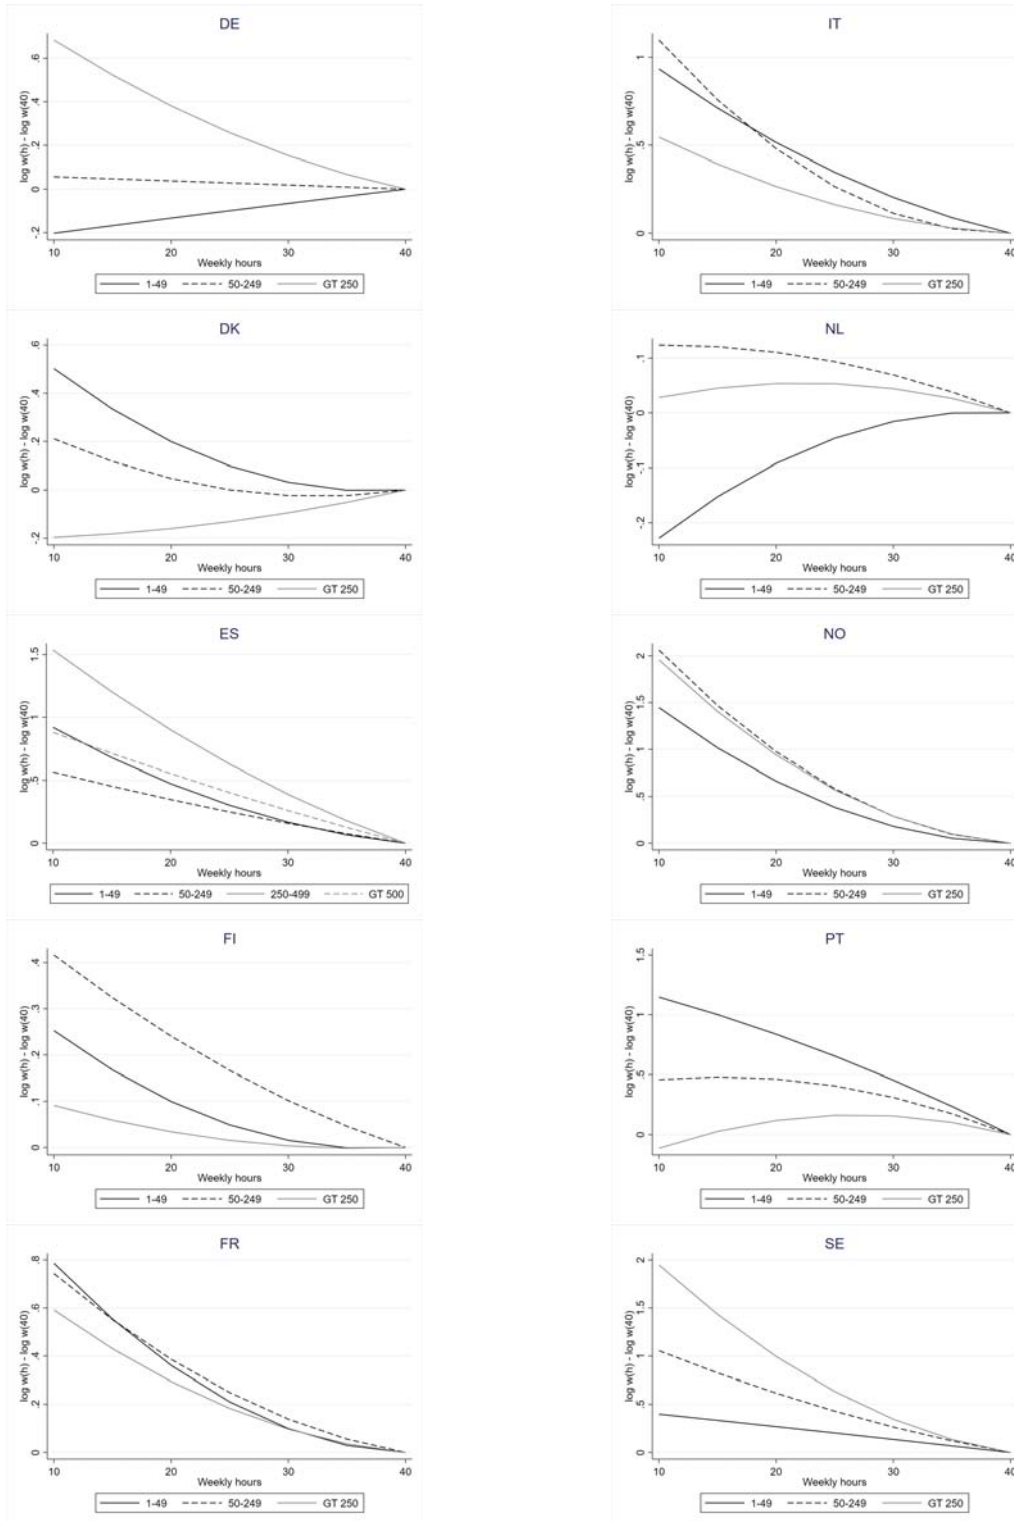 DE
log w(h) - log w(40)
.6
.4
.2
0
-.2
10 20 30 40
Weekly hours
1-49 50-249 GT 250
IT
log w(h) - log w(40)
1
.5
0
10 20 30 40
Weekly hours
1-49 50-249 GT 250
DK
log w(h) - log w(40)
.6
.4
.2
0
-.2
10 20 30 40
Weekly hours
1-49 50-249 GT 250
NL
log w(h) - log w(40)
.1
0
-.1
-.2
10 20 30 40
Weekly hours
1-49 50-249 GT 250
ES
log w(h) - log w(40)
1.5
1
.5
0
10 20 30 40
Weekly hours
1-49 50-249 250-499 GT 500
NO
log w(h) - log w(40)
2
1.5
1
.5
0
10 20 30 40
Weekly hours
1-49 50-249 GT 250
FI
log w(h) - log w(40)
.4
.3
.2
.1
0
10 20 30 40
Weekly hours
1-49 50-249 GT 250
PT
log w(h) - log w(40)
1.5
1
.5
0
10 20 30 40
Weekly hours
1-49 50-249 GT 250
FR
log w(h) - log w(40)
.8
.6
.4
.2
0
10 20 30 40
Weekly hours
1-49 50-249 GT 250
SE
log w(h) - log w(40)
2
1.5
1
.5
0
10 20 30 40
Weekly hours
1-49 50-249 GT 250